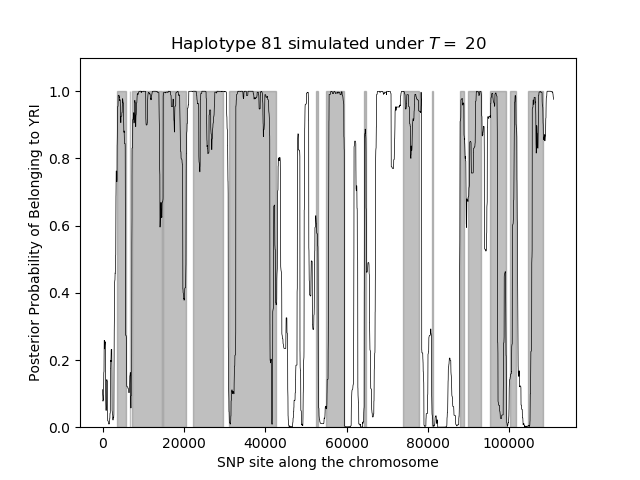 Haplotype 81 simulated under T = 20
1.0
0.8
0.6
0.4
0.2
0.0
Posterior Probability of Belonging to YRI
0 20000 40000 60000 80000 100000
SNP site along the chromosome